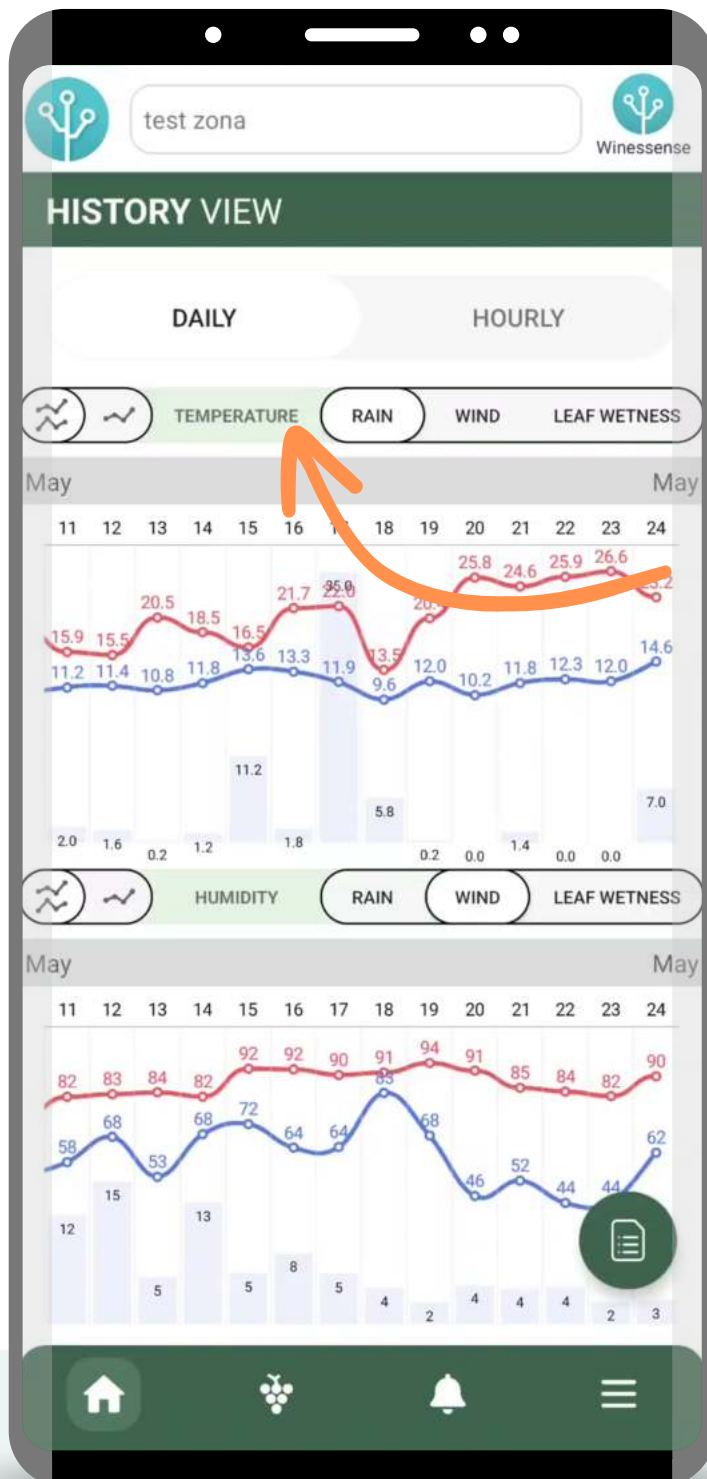 test zona
Winessense
HISTORY VIEW
DAILY HOURLY
TEMPERATURE RAIN WIND LEAF WETNESS
May May
11 12 13 14 15 16 18 19 20 21 22 23 24
25.8 24.6 25.9 26.6
20.5 18.5 16.5 21.7 35.0
15.9 15.5 13.5
11.2 11.4 10.8 11.8 13.6 13.3 11.9 9.6 12.0 10.2 11.8 12.3 12.0 14.6
11.2
5.8 7.0
2.0 1.6 0.2 1.2 1.8 0.2 0.0 1.4 0.0 0.0
HUMIDITY RAIN WIND LEAF WETNESS
May May
11 12 13 14 15 16 17 18 19 20 21 22 23 24
82 83 84 82 92 92 90 91 94 91 85 84 82 90
58 68 53 68 72 64 64 85 68 46 52 44 44 62
12 15 5 13 5 8 5 4 2 4 4 4 2 3